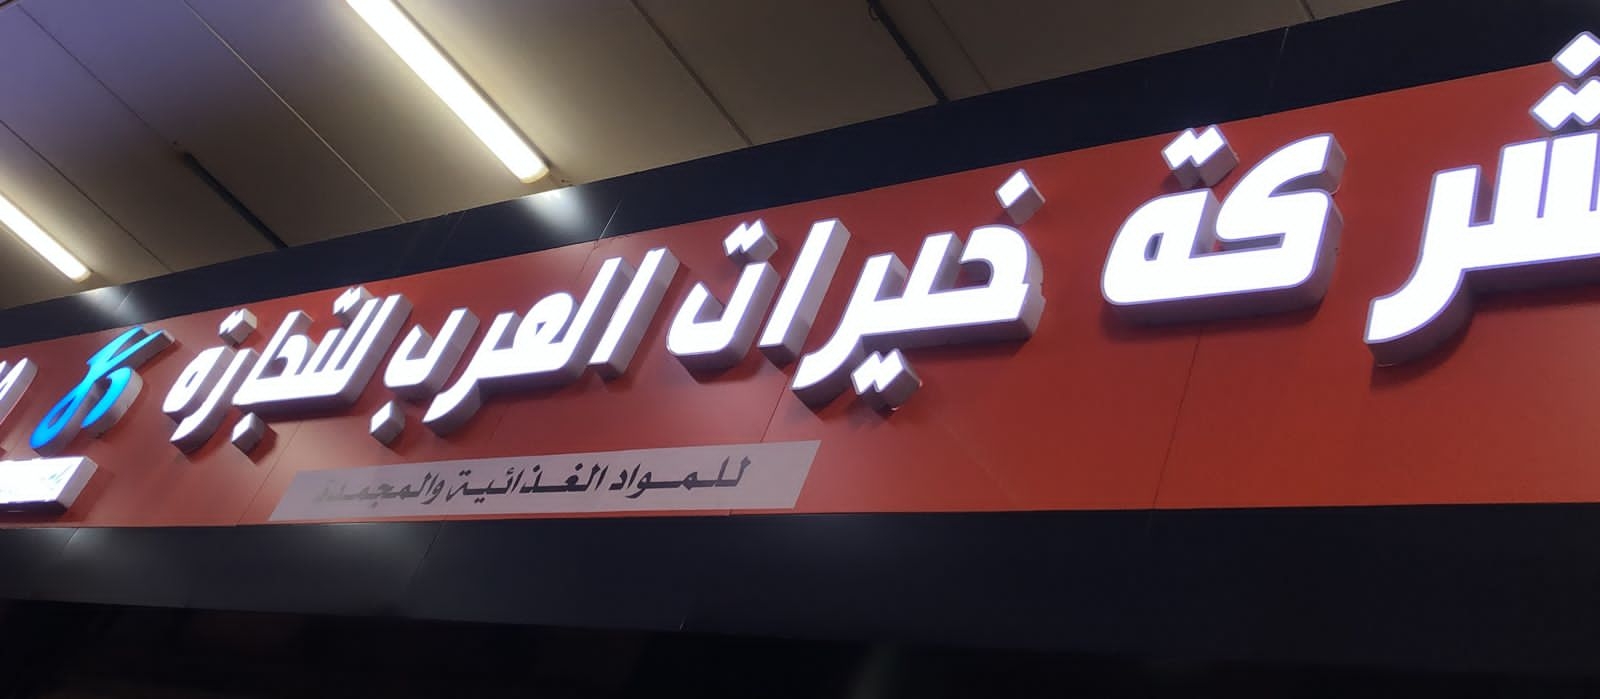 شركة خيرات العرب للتجارة
للمواد الغذائية والمجمدة